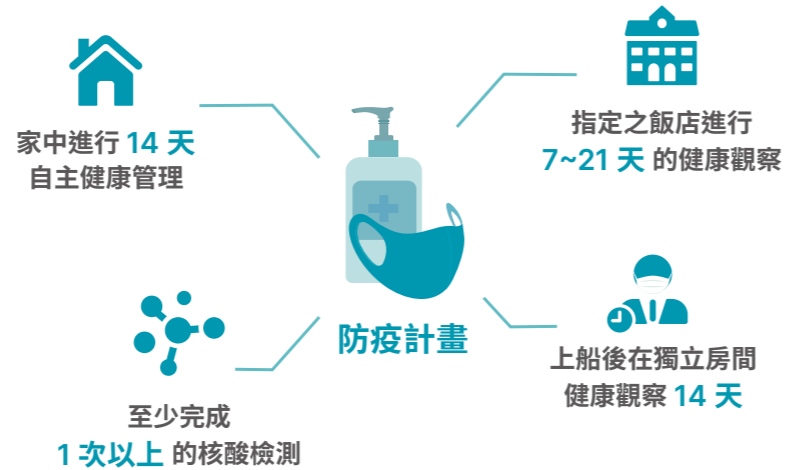 家中進行 14 天
自主健康管理
指定之飯店進行
7~21 天 的健康觀察
防疫計畫
至少完成
1 次以上 的核酸檢測
上船後在獨立房間
健康觀察 14 天